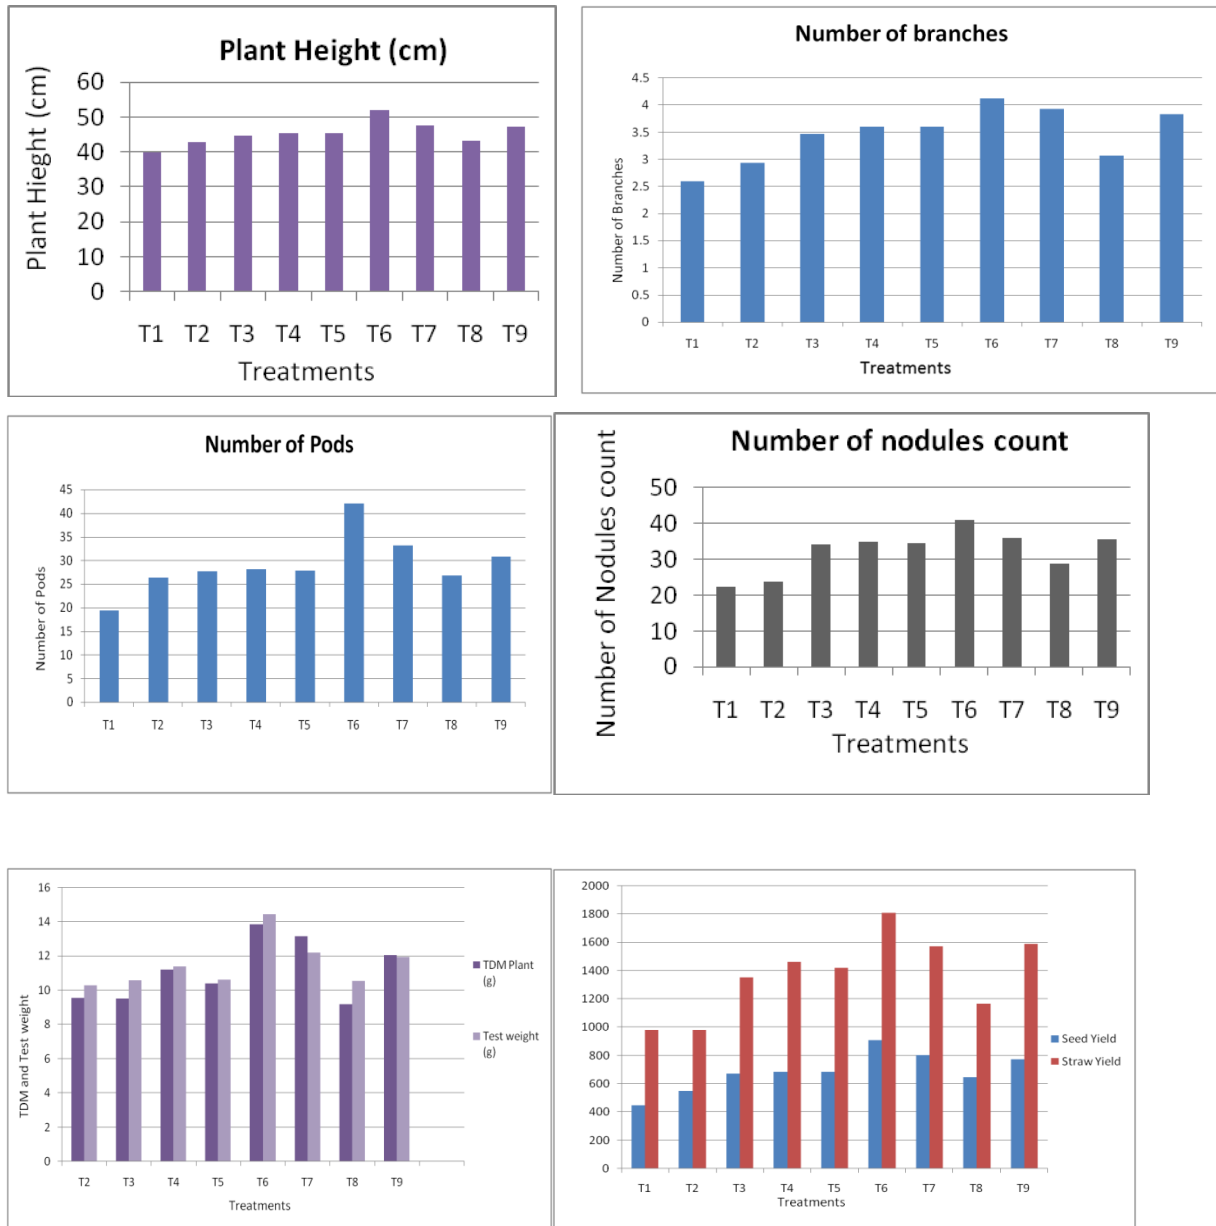 Plant Height (cm)
Plant Hieght (cm)
60
50
40
30
20
10
0
T1 T2 T3 T4 T5 T6 T7 T8 T9
Treatments
Number of branches
Number of Branches
4.5
4
3.5
3
2.5
2
1.5
1
0.5
0
T1 T2 T3 T4 T5 T6 T7 T8 T9
Treatments
Number of Pods
Number of Pods
45
40
35
30
25
20
15
10
5
0
T1 T2 T3 T4 T5 T6 T7 T8 T9
Number of nodules count
Number of Nodules count
50
40
30
20
10
0
T1 T2 T3 T4 T5 T6 T7 T8 T9
Treatments
TDM and Test weight
16
14
12
10
8
6
4
2
0
T2 T3 T4 T5 T6 T7 T8 T9
Treatments
TDM Plant
(g)
Test weight
(g)
2000
1800
1600
1400
1200
1000
800
600
400
200
0
T1 T2 T3 T4 T5 T6 T7 T8 T9
Treatments
Seed Yield
Straw Yield